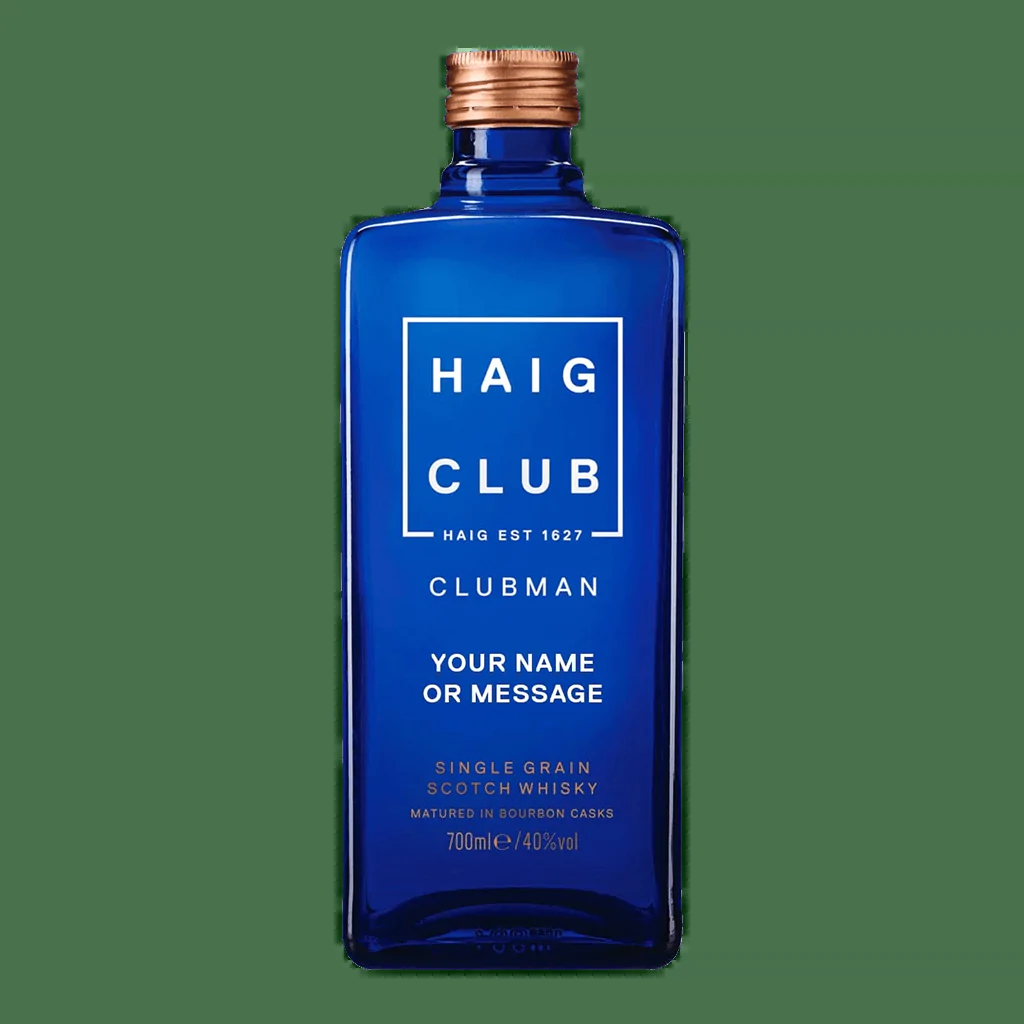 HAIG
CLUB
HAIG EST 1627
CLUBMAN
YOUR NAME
OR MESSAGE
SINGLE GRAIN
SCOTCH WHISKY
MATURED IN BOURBON CASKS
700ml℮/40%vol